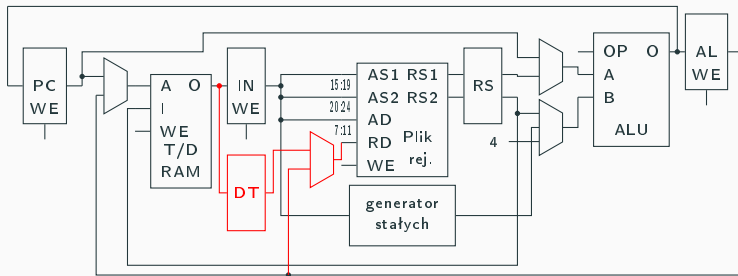 PC
WE
A O
I
WE
T/D
RAM
IN
WE
DT
15:19
20:24
7:11
AS1 RS1
AS2 RS2
AD
RD Plik
WE rej.
RS
generator
stałych
4
OP O
A
B
ALU
AL
WE